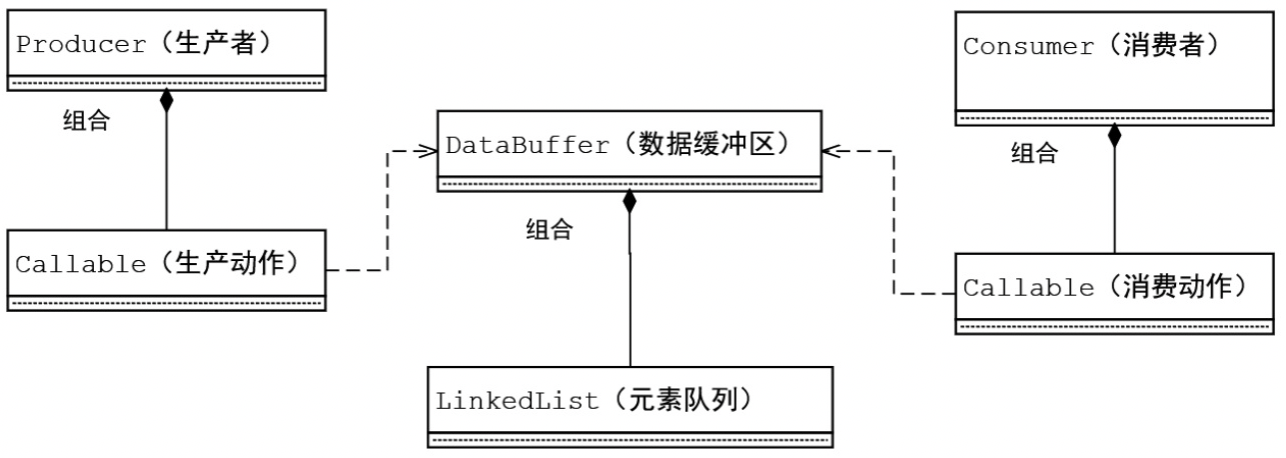 Producer（生产者）
Consumer（消费者）
组合
DataBuffer（数据缓冲区）
组合
组合
Callable（生产动作）
Callable（消费动作）
LinkedList（元素队列）